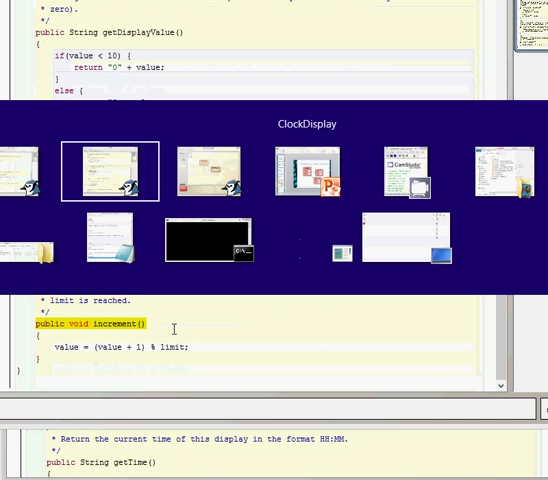 * zero).
*/
public String getDisplayValue()
{
if(value < 10) {
return "0" + value;
}
else {
ClockDisplay
CamStudio
* limit is reached.
*/
public void increment()
{
value = (value + 1) % limit;
}
}
* Return the current time of this display in the format HH:MM.
*/
public String getTime()
{